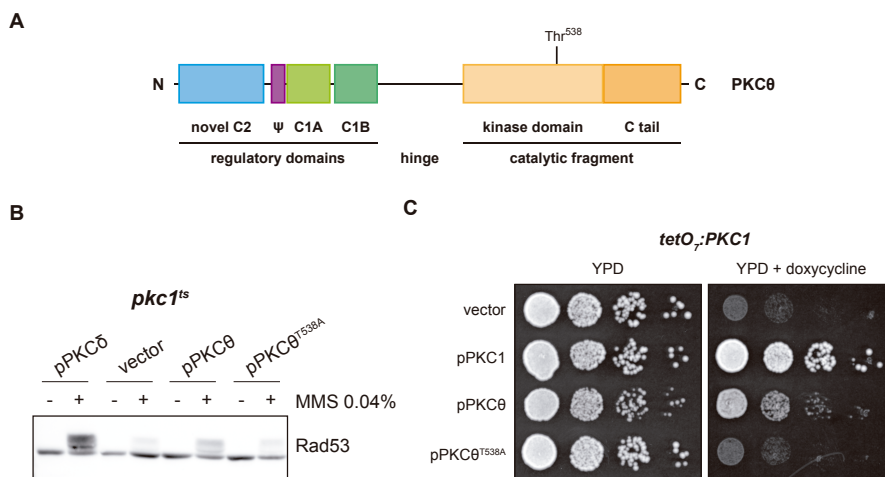 A
Thr538
N
C
PKCθ
novel C2 Ψ C1A C1B kinase domain C tail
regulatory domains hinge catalytic fragment
B
pkc1ts
pPKCδ vector pPKCθ pPKCθT538A
- + - + - + - + MMS 0.04%
Rad53
C
tetO7:PKC1
YPD YPD + doxycycline
vector
pPKC1
pPKCθ
pPKCθT538A